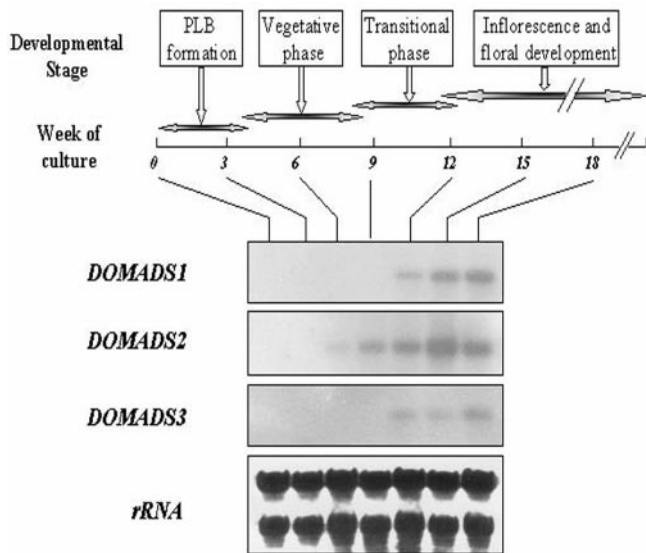 Developmental
Stage
PLB
formation
Vegetative
phase
Transitional
phase
Inflorescence and
floral development
Week of
culture
0 3 6 9 12 15 18
DOMADS1
DOMADS2
DOMADS3
rRNA